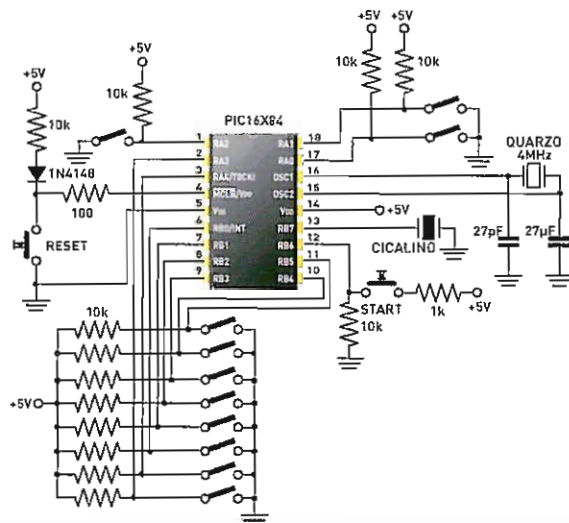 +5V
+5V
+5V
+5V
10k
10k
10k
10k
PIC16X84
1N4148
100
RESET
1
2
3
4
5
6
7
8
9
RA2
RA3
RA4/TOCKI
MCLR/VPP
VSS
RB0/INT
RB1
RB2
RB3
RA1
RA0
OSC1
OSC2
VDD
RB7
RB6
RB5
RB4
18
17
16
15
14
13
12
11
10
QUARZO
4MHz
+5V
CICALINO
27pF
27µF
START
10k
1k
+5V
10k
+5V